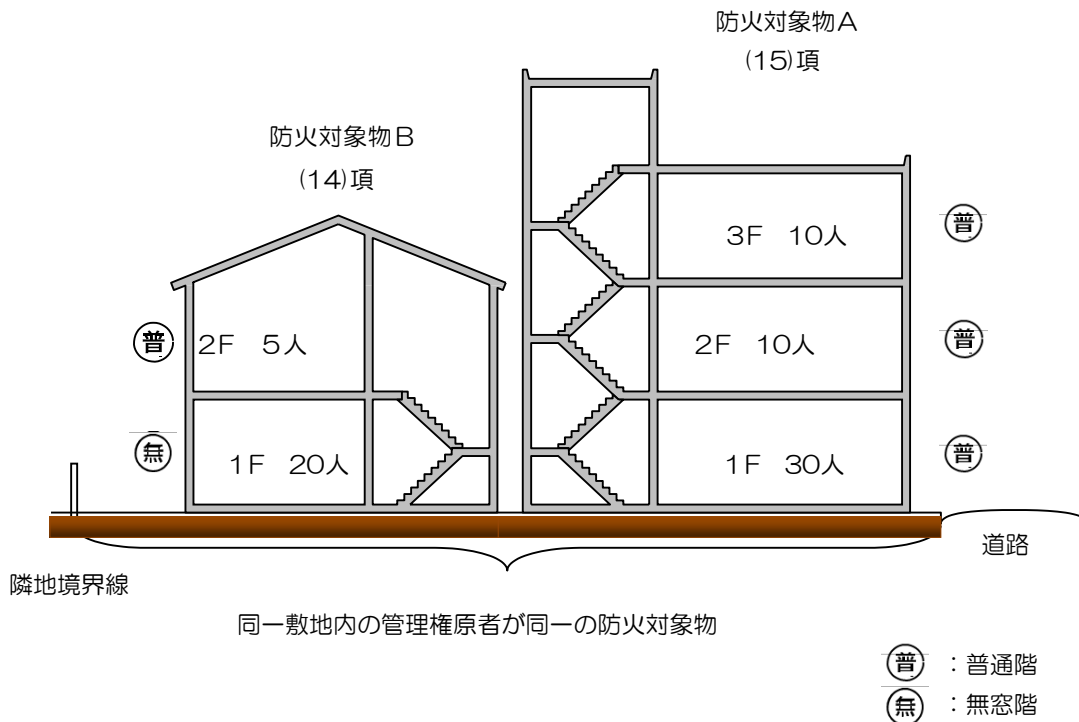 防火対象物A
(15)項
防火対象物B
(14)項
3F 10人
普
普 2F 5人
2F 10人
普
無
1F 20人
1F 30人
普
道路
隣地境界線
同一敷地内の管理権原者が同一の防火対象物
普 :普通階
無 :無窓階